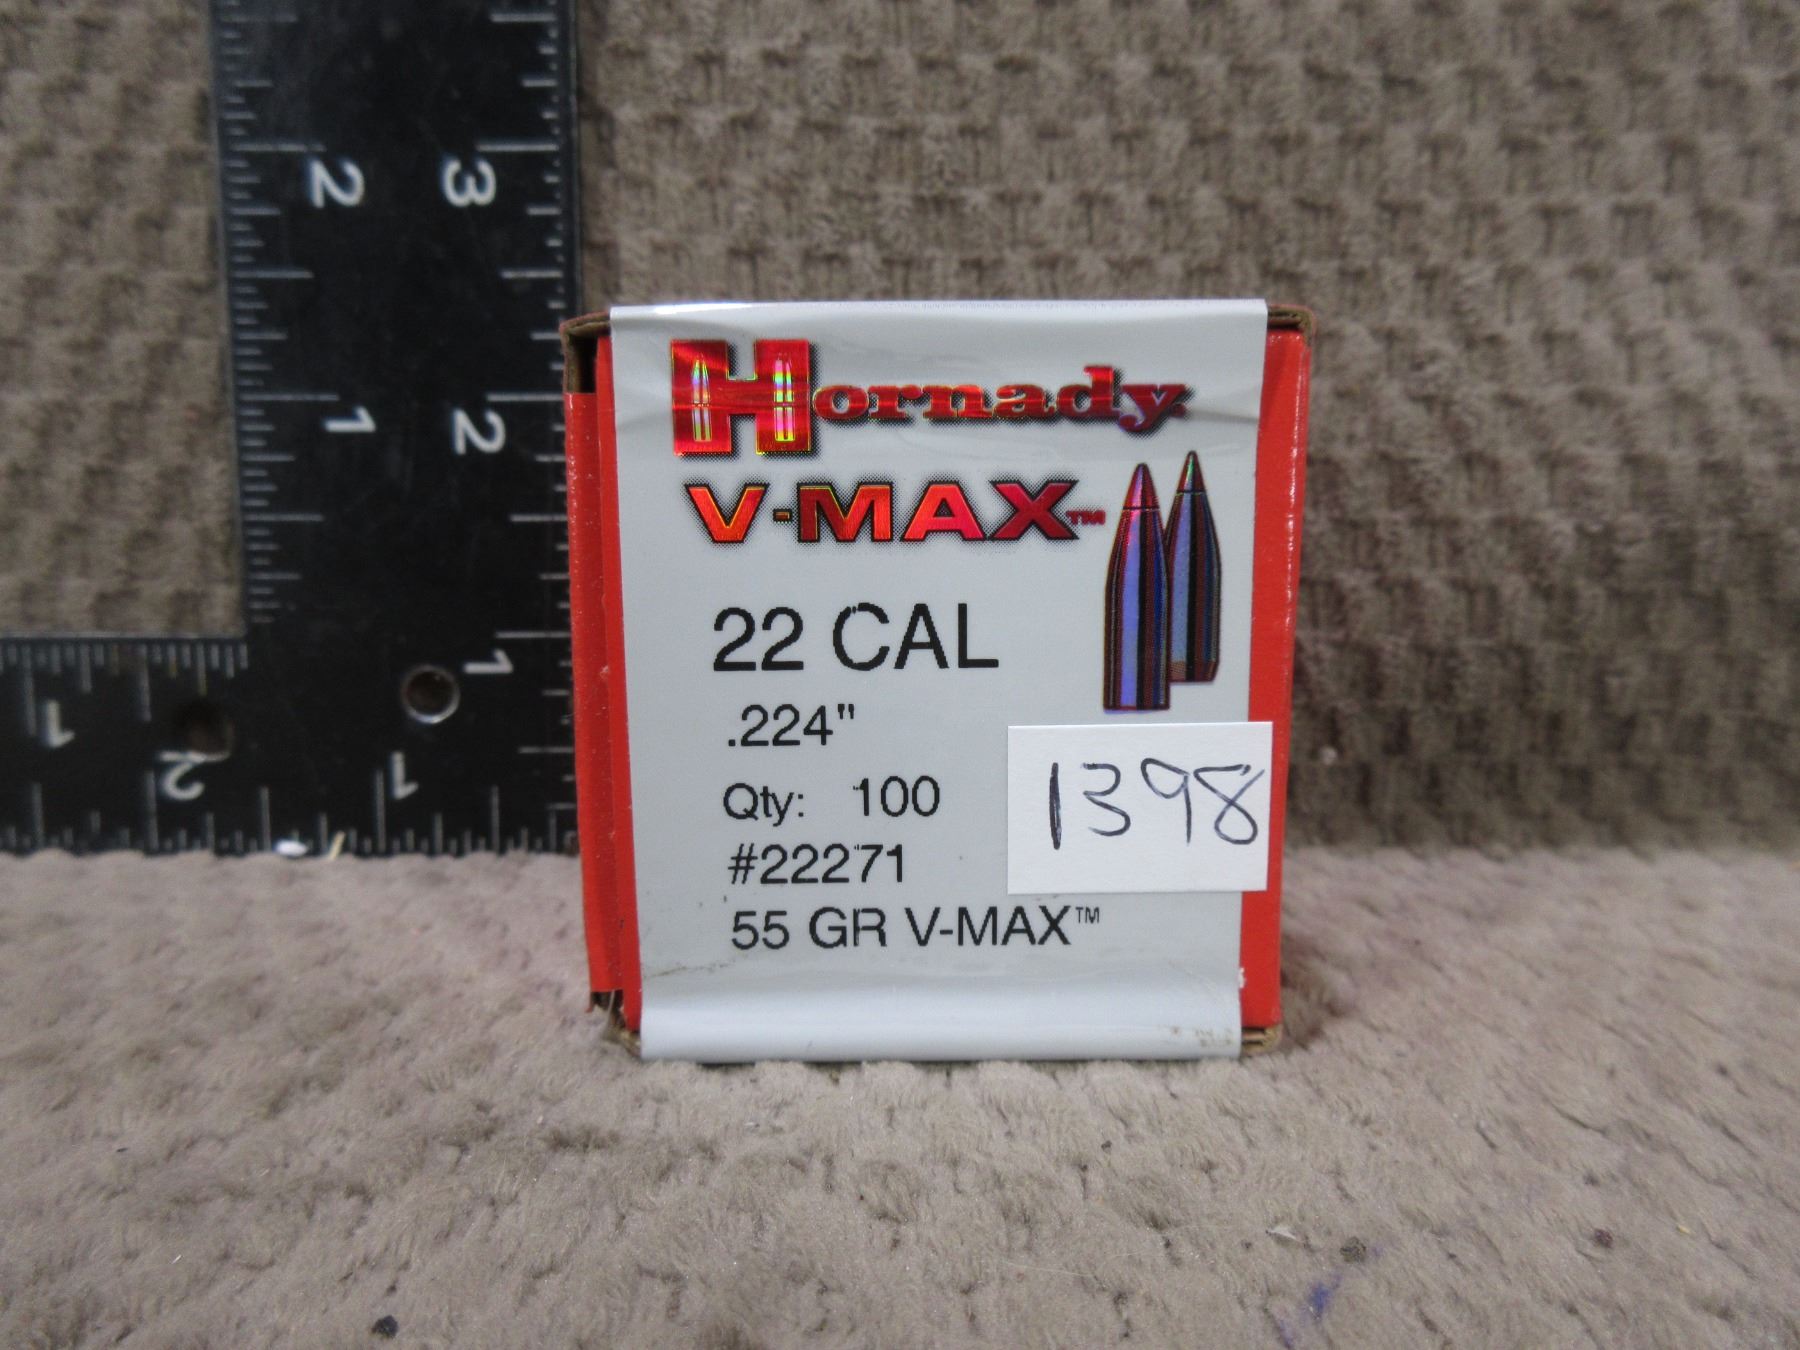 2 3
1 2
1
1
2 1
Hornady
V-MAX™
22 CAL
.224"
Qty: 100
1398
#22271
55 GR V-MAX™